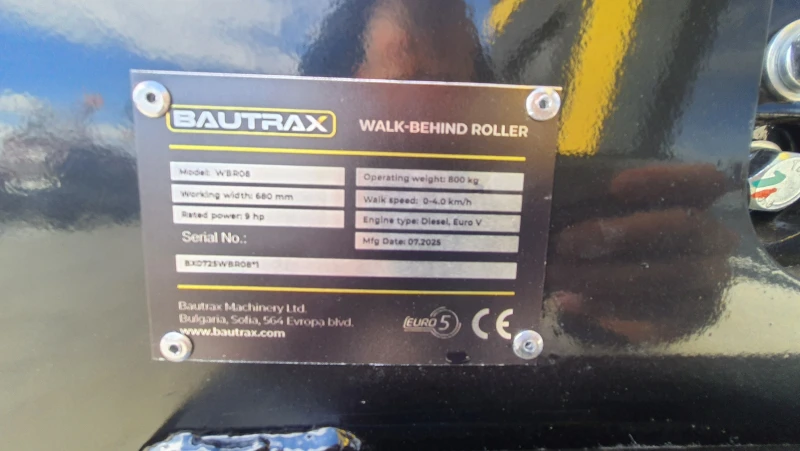 BAUTRAX WALK-BEHIND ROLLER
Model: WBR08
Operating weight: 800 kg
Working width: 680 mm
Walk speed: 0-4.0 km/h
Rated power: 9 hp
Engine type: Diesel, Euro V
Serial No.:
Mfg Date: 07.2025
BX0725WBR08*1
Bautrax Machinery Ltd.
Bulgaria, Sofia, 564 Evropa blvd.
www.bautrax.com
EURO 5 CE